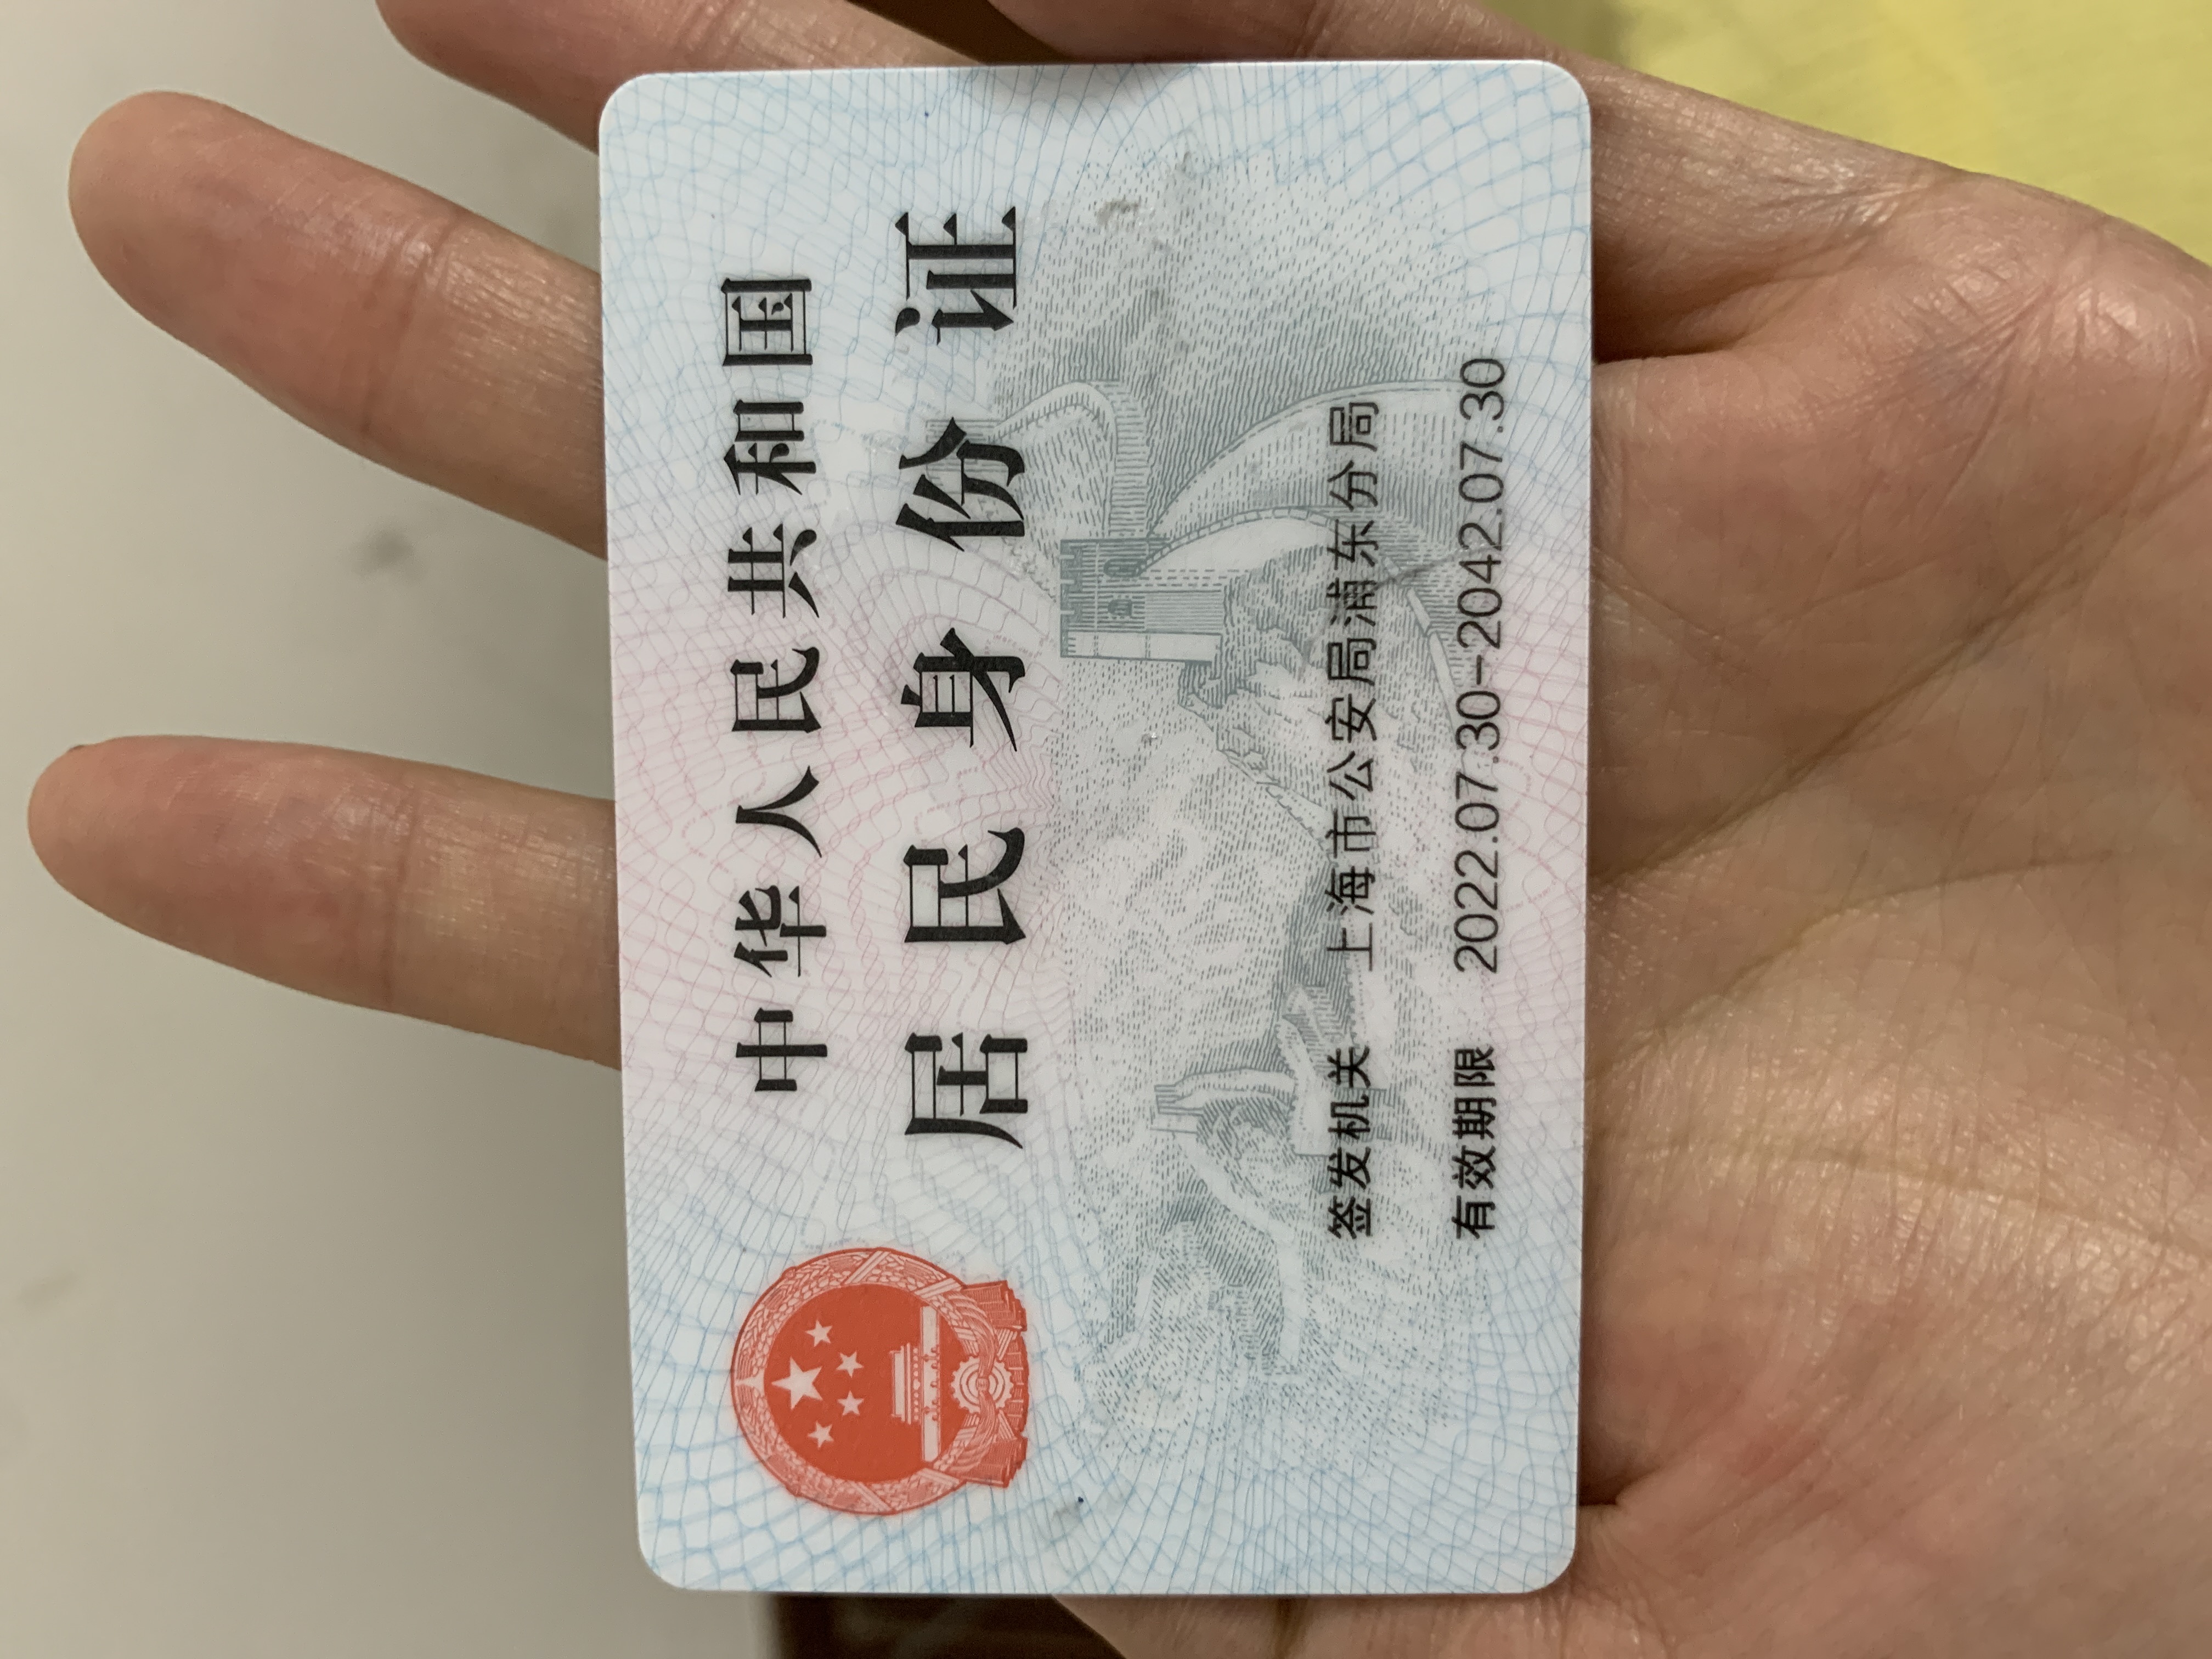 中华人民共和国
居民身份证
签发机关 上海市公安局浦东分局
有效期限 2022.07.30-2042.07.30